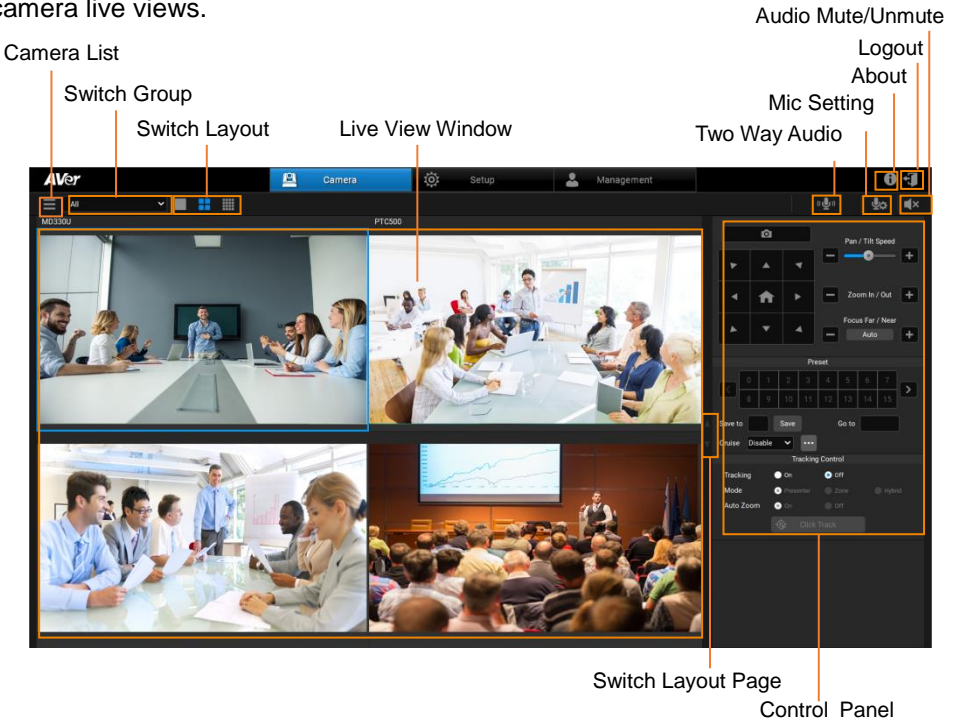 camera live views.
Audio Mute/Unmute
Camera List
Logout
About
Switch Group
Mic Setting
Switch Layout
Live View Window
Two Way Audio
AVer
Camera
Setup
Management
All
MD330U
PTC500
Pan / Tilt Speed
Zoom In / Out
Focus Far / Near
Auto
Preset
0 1 2 3 4 5 6 7
8 9 10 11 12 13 14 15
Save to Save Go to
Cruise Disable
Tracking Control
Tracking On Off
Mode Presenter Zone Hybrid
Auto Zoom On Off
Click Track
Switch Layout Page
Control Panel